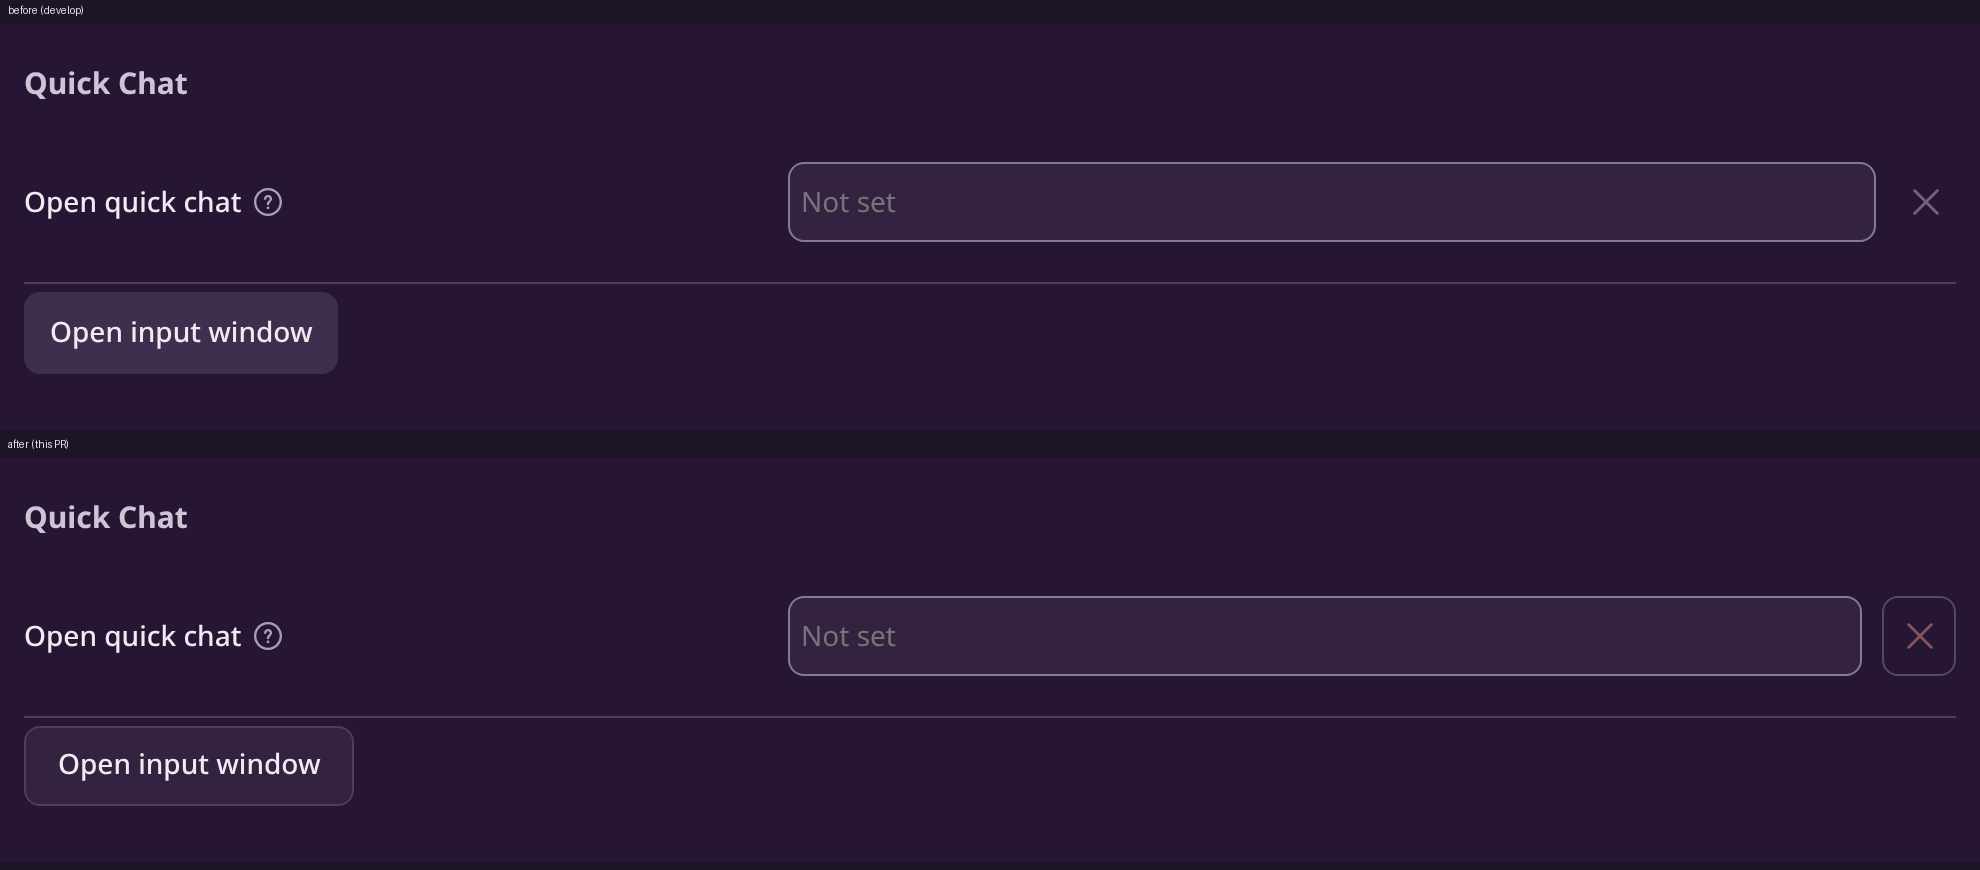 before (develop)
Quick Chat
Open quick chat ?
Not set
Open input window
after (this PR)
Quick Chat
Open quick chat ?
Not set
Open input window